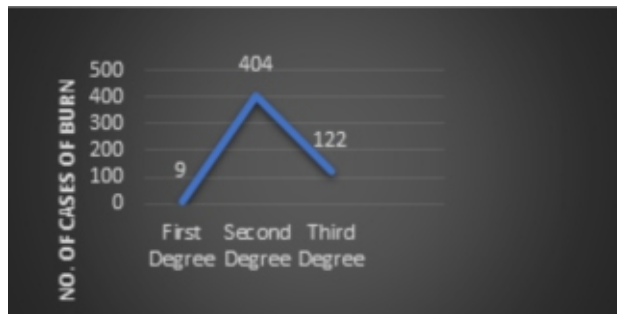 NO. OF CASES OF BURN
500
400
300
200
100
0
9
404
122
First Degree
Second Degree
Third Degree